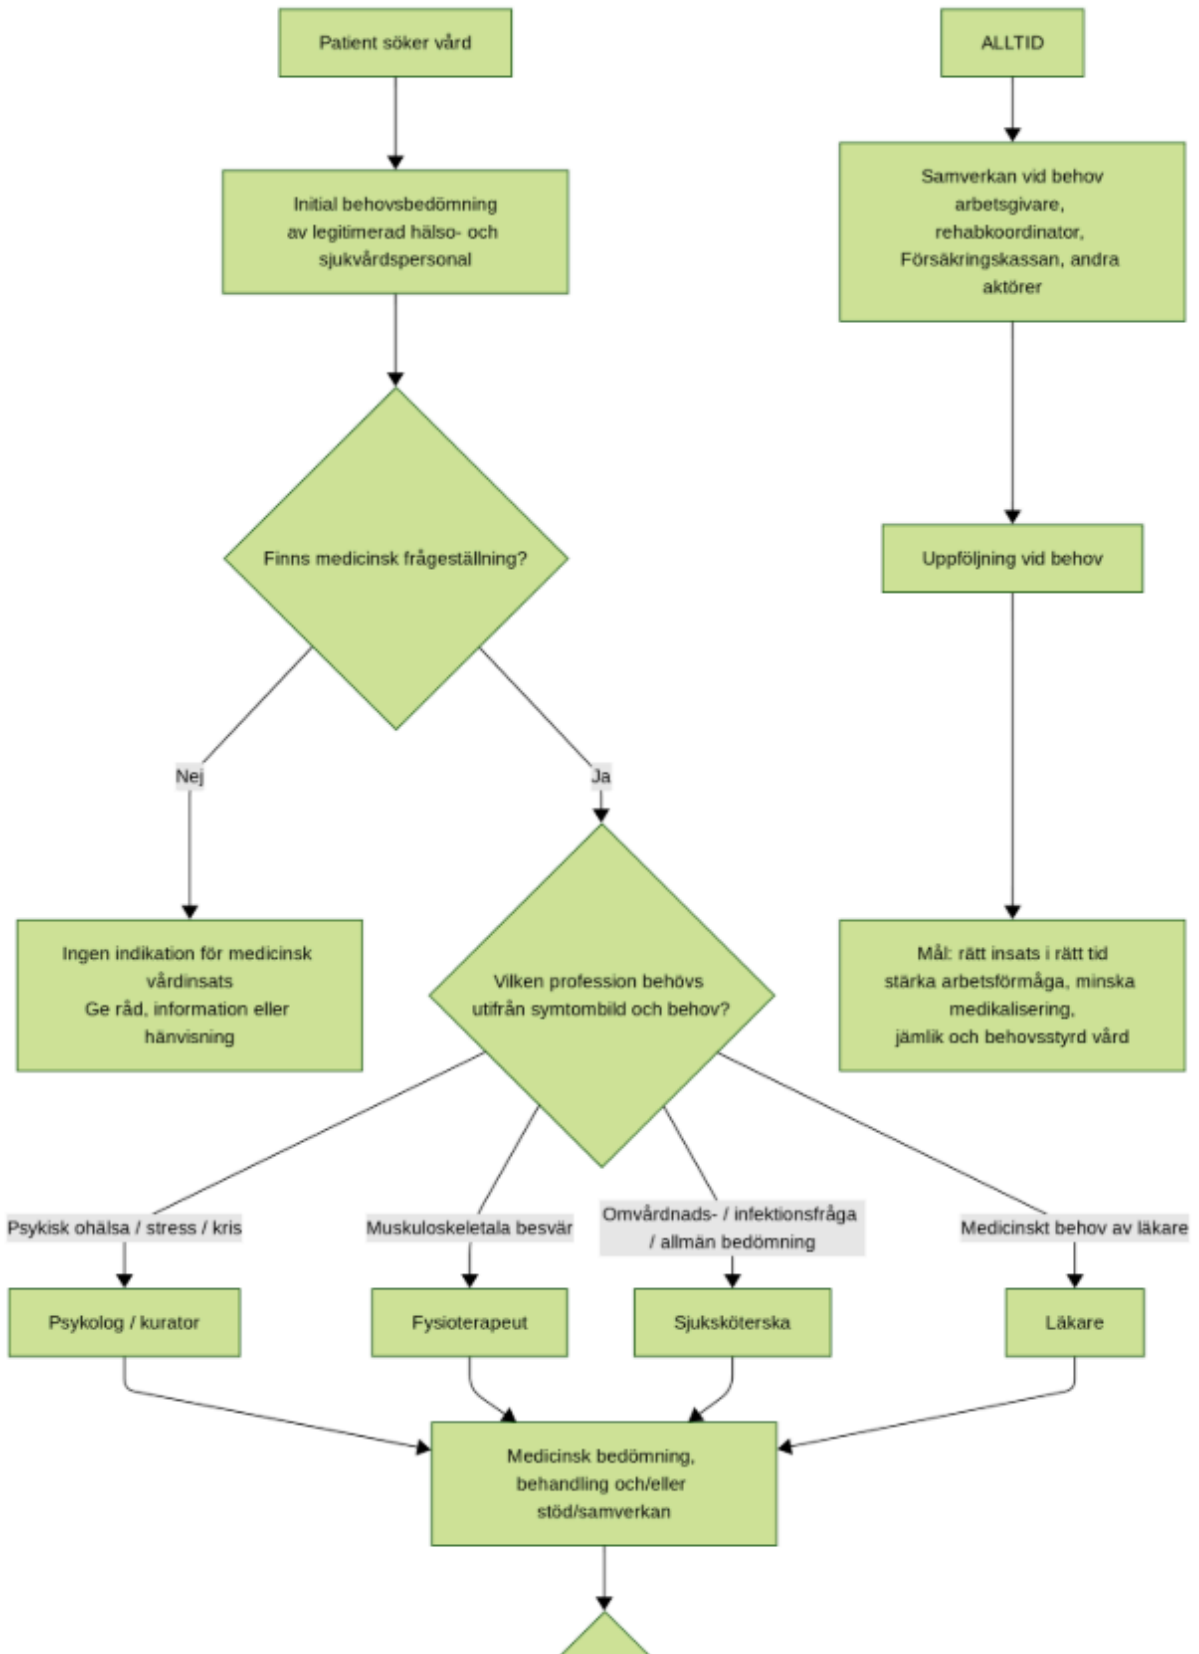 Patient söker vård
ALLTID
Initial behovsbedömning
av legitimerad hälso- och
sjukvårdspersonal
Samverkan vid behov
arbetsgivare,
rehabkoordinator,
Försäkringskassan, andra
aktörer
Finns medicinsk frågeställning?
Uppföljning vid behov
Nej
Ja
Ingen indikation för medicinsk
vårdinsats
Ge råd, information eller
hänvisning
Vilken profession behövs
utifrån symtombild och behov?
Mål: rätt insats i rätt tid
stärka arbetsförmåga, minska
medikalisering,
jämlik och behovsstyrd vård
Psykisk ohälsa / stress / kris
Muskuloskeletala besvär
Omvårdnads- / infektionsfråga
/ allmän bedömning
Medicinskt behov av läkare
Psykolog / kurator
Fysioterapeut
Sjuksköterska
Läkare
Medicinsk bedömning,
behandling och/eller
stöd/samverkan